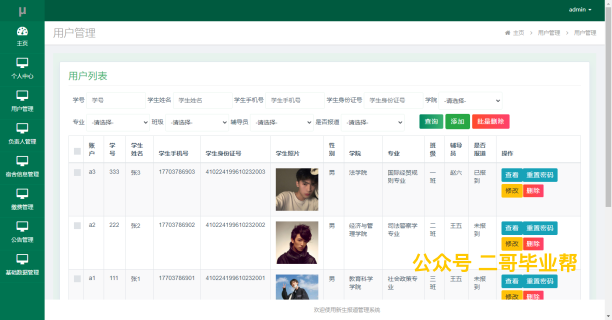 μ
admin
主页
个人中心
用户管理
负责人管理
宿舍信息管理
缴费管理
公告管理
基础数据管理
用户管理
主页 > 用户管理 > 用户管理
用户列表
学号 学号 学生姓名 学生姓名 学生手机号 学生手机号 学生身份证号 学生身份证号 学院 -请选择-
专业 -请选择- 班级 -请选择- 辅导员 -请选择- 是否报道 -请选择- 查询 添加 批量删除
账户 学号 学生姓名 学生手机号 学生身份证号 学生照片 性别 学院 专业 班级 辅导员 是否报道 操作
a3 333 张3 17703786903 410224199610232003 男 法学院 国际经贸规则专业 一班 赵六 已报到 查看 重置密码 修改 删除
a2 222 张2 17703786902 410224199610232002 男 经济与管理学院 司法警察学专业 二班 王五 未报到 查看 重置密码 修改 删除
a1 111 张1 17703786901 410224199610232001 男 教育科学学院 社会政策专业 三班 王五 未报到 查看 重置密码 修改 删除
公众号 二哥毕业帮
欢迎使用新生报道管理系统